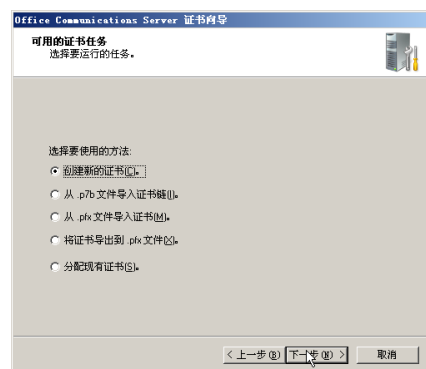 Office Communications Server 证书向导
可用的证书任务
选择要运行的任务。
选择要使用的方法:
创建新的证书(C)。
从 .p7b 文件导入证书链(I)。
从 .pfx 文件导入证书(M)。
将证书导出到 .pfx 文件(X)。
分配现有证书(S)。
< 上一步(B) 下一步(N) > 取消